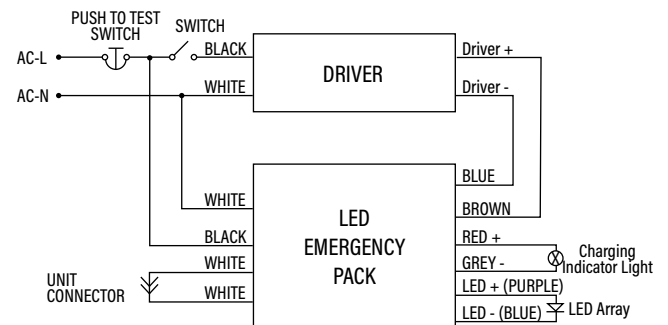 PUSH TO TEST
SWITCH
SWITCH
AC-L
BLACK
Driver +
DRIVER
AC-N
WHITE
Driver -
BLUE
WHITE
BROWN
LED
EMERGENCY
PACK
BLACK
RED +
WHITE
GREY -
Charging
Indicator Light
UNIT
CONNECTOR
WHITE
LED + (PURPLE)
LED - (BLUE)
LED Array